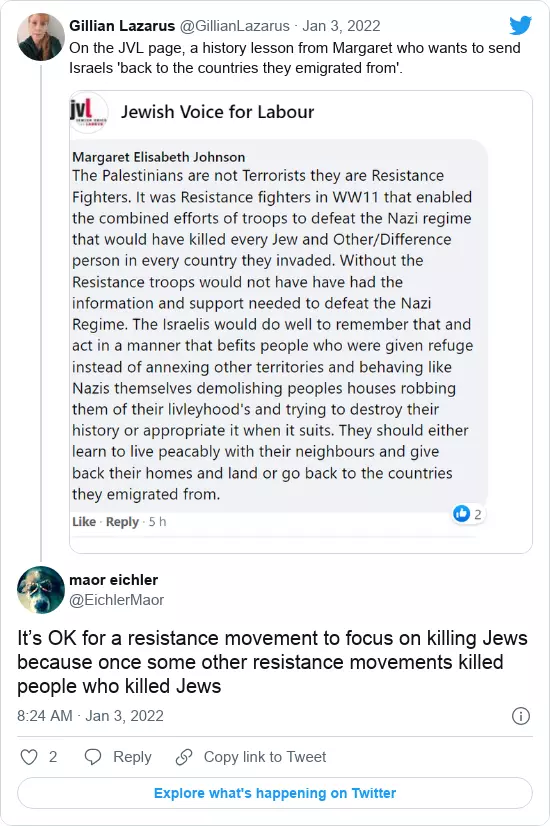 Gillian Lazarus @GillianLazarus · Jan 3, 2022
On the JVL page, a history lesson from Margaret who wants to send
Israels 'back to the countries they emigrated from'.
jvl
JEWISH VOICE
FOR LABOUR
Jewish Voice for Labour
Margaret Elisabeth Johnson
The Palestinians are not Terrorists they are Resistance
Fighters. It was Resistance fighters in WW11 that enabled
the combined efforts of troops to defeat the Nazi regime
that would have killed every Jew and Other/Difference
person in every country they invaded. Without the
Resistance troops would not have have had the
information and support needed to defeat the Nazi
Regime. The Israelis would do well to remember that and
act in a manner that befits people who were given refuge
instead of annexing other territories and behaving like
Nazis themselves demolishing peoples houses robbing
them of their livleyhood's and trying to destroy their
history or appropriate it when it suits. They should either
learn to live peacably with their neighbours and give
back their homes and land or go back to the countries
they emigrated from.
2
Like · Reply · 5 h
maor eichler
@EichlerMaor
It's OK for a resistance movement to focus on killing Jews
because once some other resistance movements killed
people who killed Jews
8:24 AM · Jan 3, 2022
2 Reply Copy link to Tweet
Explore what's happening on Twitter